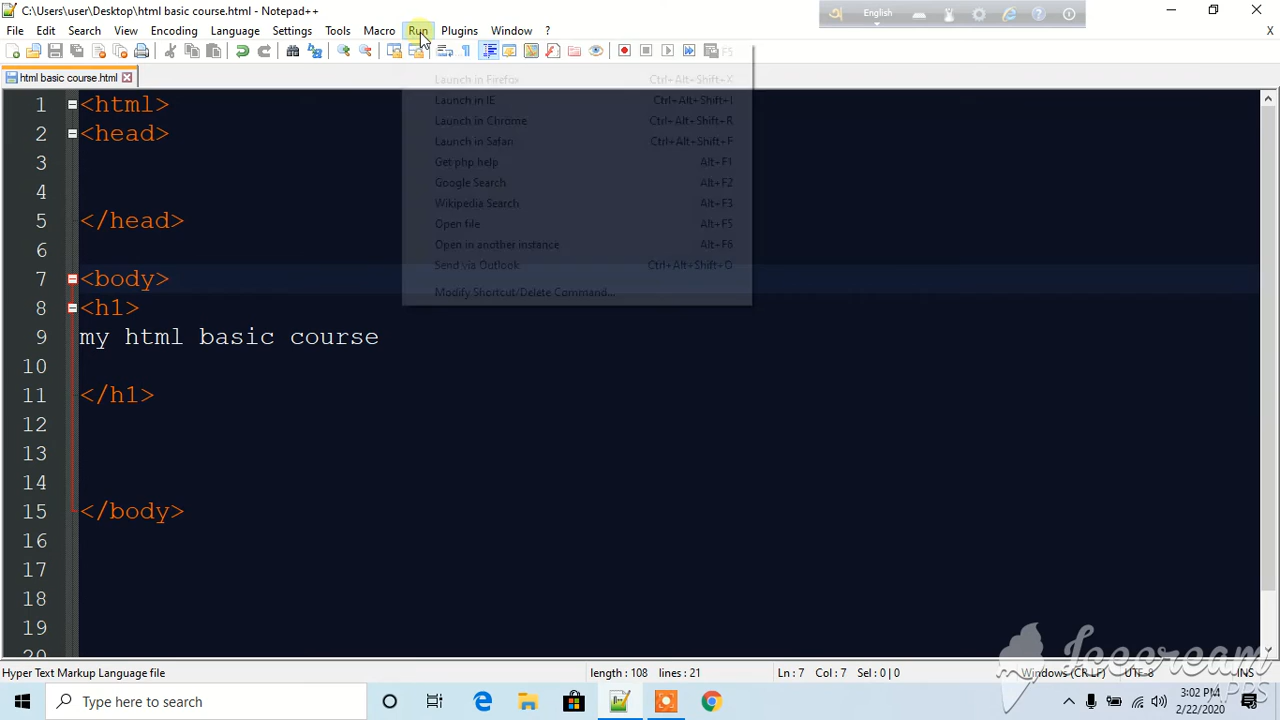 C:\Users\user\Desktop\html basic course.html - Notepad++
English
File Edit Search View Encoding Language Settings Tools Macro Run Plugins Window ? X
F5
html basic course.html
Launch in Firefox Ctrl+Alt+Shift+X
Launch in IE Ctrl+Alt+Shift+I
Launch in Chrome Ctrl+Alt+Shift+R
Launch in Safari Ctrl+Alt+Shift+F
Get php help Alt+F1
Google Search Alt+F2
Wikipedia Search Alt+F3
Open file Alt+F5
Open in another instance Alt+F6
Send via Outlook Ctrl+Alt+Shift+O
Modify Shortcut/Delete Command...
1 <html>
2 <head>
3
4
5 </head>
6
7 <body>
8 <h1>
9 my html basic course
10
11 </h1>
12
13
14
15 </body>
16
17
18
19
20
Icecream
APPS
Hyper Text Markup Language file length : 108 lines : 21 Ln : 7 Col : 7 Sel : 0 | 0 Windows (CR LF) UTF-8 INS
Type here to search
3:02 PM
2/22/2020